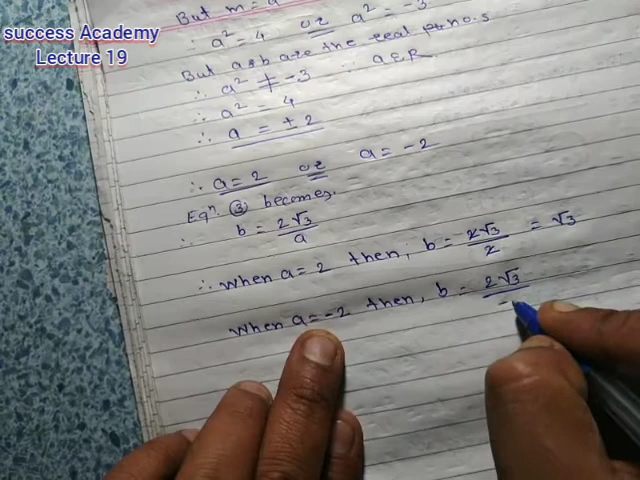 success Academy
Lecture 19
But m = a²
∴ a² = 4 or a² = -3
But a & b are the real nos
∴ a² ≠ -3 ∵ a ∈ R
∴ a² = 4
∴ a = ± 2
∴ a = 2 or a = -2
Eqⁿ. ③ becomes,
∴ b = 2√3/a
∴ When a = 2 then, b = 2√3/2 = √3
When a = -2 then, b = 2√3/-